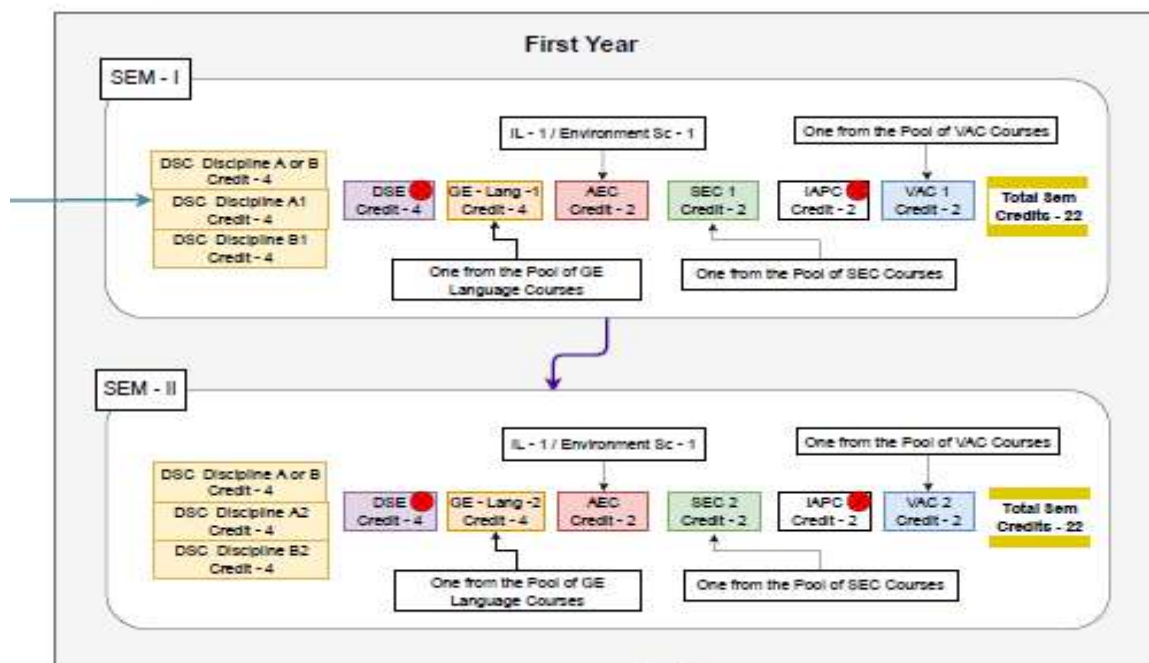 First Year
SEM - I
IL - 1 / Environment Sc - 1
One from the Pool of VAC Courses
DSC Discipline A or B
Credit - 4
DSC Discipline A1
Credit - 4
DSC Discipline B1
Credit - 4
DSE
Credit - 4
GE - Lang -1
Credit - 4
AEC
Credit - 2
SEC 1
Credit - 2
IAPC
Credit - 2
VAC 1
Credit - 2
Total Sem
Credits - 22
One from the Pool of GE
Language Courses
One from the Pool of SEC Courses
SEM - II
IL - 1 / Environment Sc - 1
One from the Pool of VAC Courses
DSC Discipline A or B
Credit - 4
DSC Discipline A2
Credit - 4
DSC Discipline B2
Credit - 4
DSE
Credit - 4
GE - Lang -2
Credit - 4
AEC
Credit - 2
SEC 2
Credit - 2
IAPC
Credit - 2
VAC 2
Credit - 2
Total Sem
Credits - 22
One from the Pool of GE
Language Courses
One from the Pool of SEC Courses